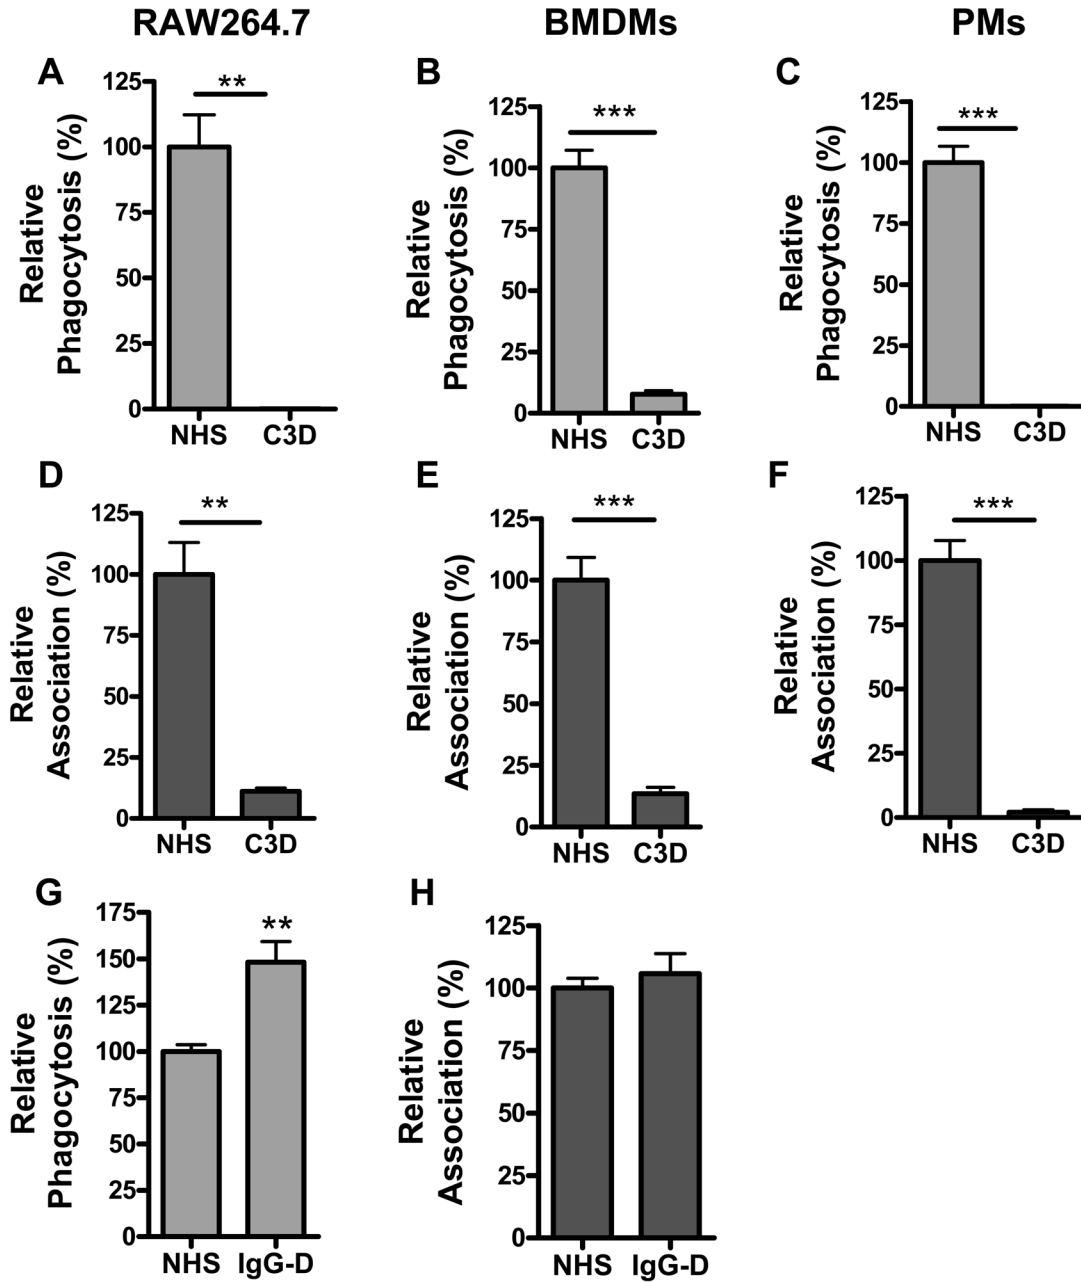 RAW264.7
BMDMs
PMs
A
Relative
Phagocytosis (%)
125
100
75
50
25
0
**
NHS
C3D
B
Relative
Phagocytosis (%)
125
100
75
50
25
0
***
NHS
C3D
C
Relative
Phagocytosis (%)
125
100
75
50
25
0
***
NHS
C3D
D
Relative
Association (%)
125
100
75
50
25
0
**
NHS
C3D
E
Relative
Association (%)
125
100
75
50
25
0
***
NHS
C3D
F
Relative
Association (%)
125
100
75
50
25
0
***
NHS
C3D
G
Relative
Phagocytosis (%)
175
150
125
100
75
50
25
0
**
NHS
IgG-D
H
Relative
Association (%)
125
100
75
50
25
0
NHS
IgG-D